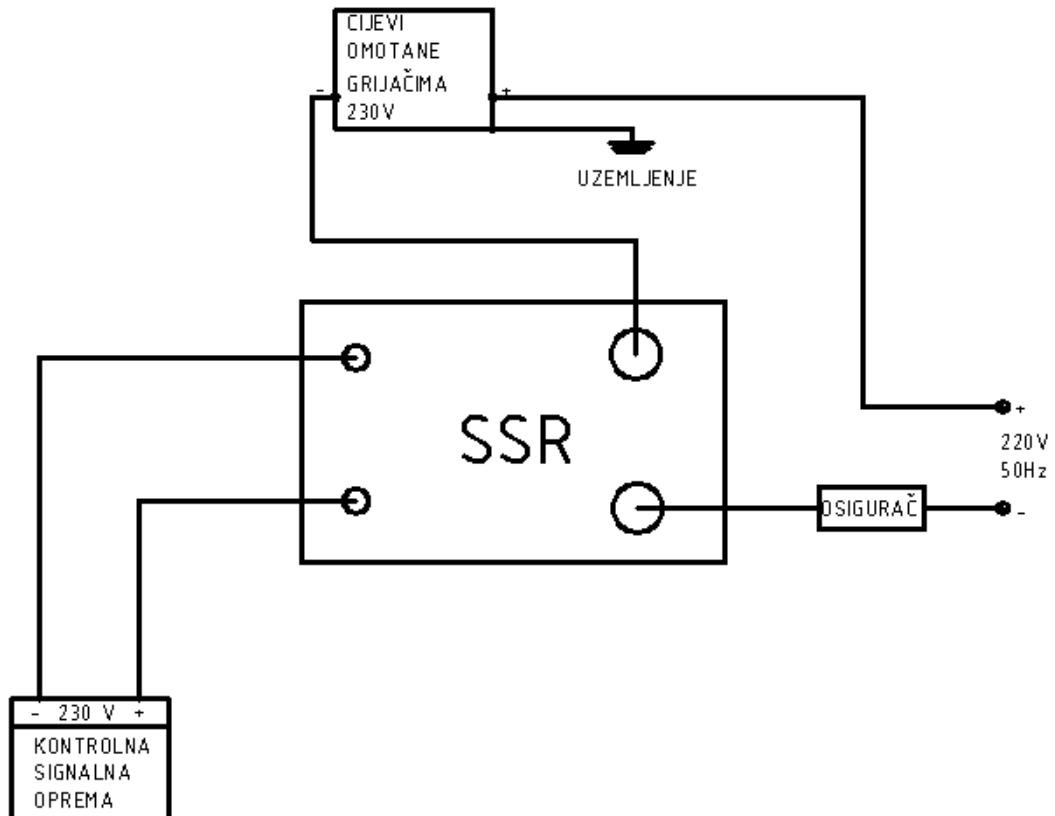 CIJEVI
OMOTANE
GRIJAČIMA
230V
- +
UZEMLJENJE
SSR
+
220V
50Hz
-
OSIGURAČ
- 230 V +
KONTROLNA
SIGNALNA
OPREMA